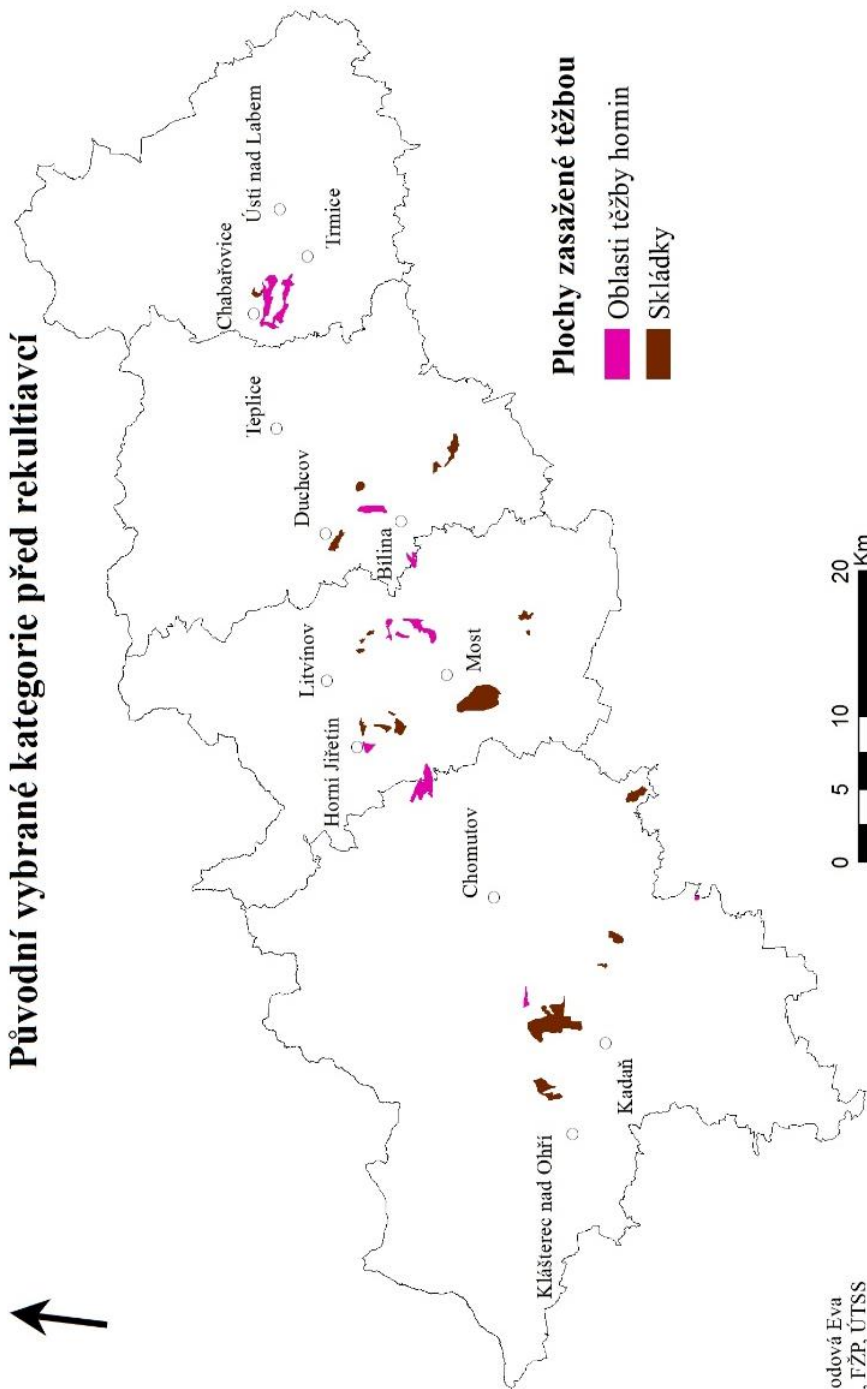 Původní vybrané kategorie před rekultiavcí
Chabařovice
Ústí nad Labem
Trmice
Teplice
Duchcov
Bílina
Litvínov
Most
Horní Jiřetín
Chomutov
Kadaň
Klášterec nad Ohří
Plochy zasažené těžbou
Oblasti těžby hornin
Skládky
0 5 10 20
Km
odová Eva
, FŽP, ÚTSS